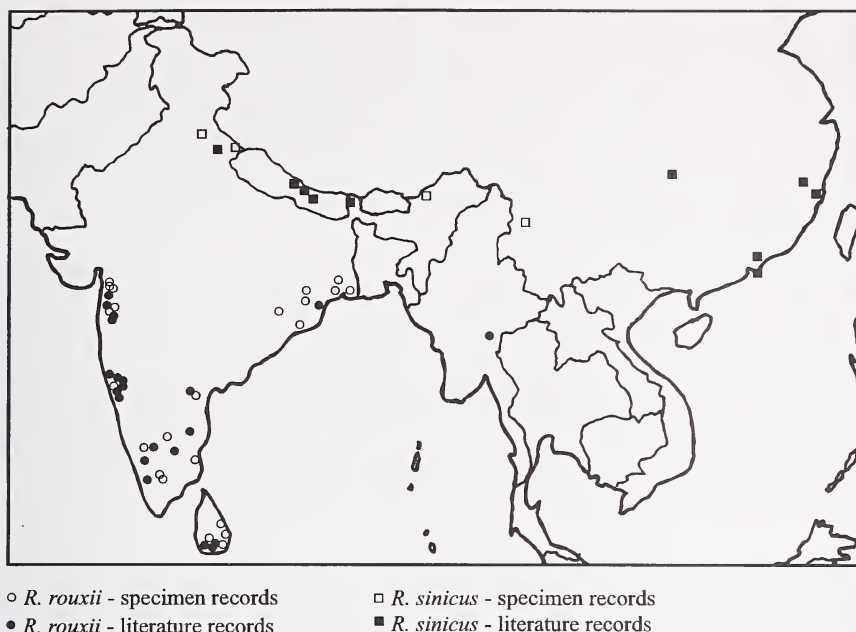 ○ R. rouxii - specimen records
□ R. sinicus - specimen records
● R. rouxii - literature records
■ R. sinicus - literature records